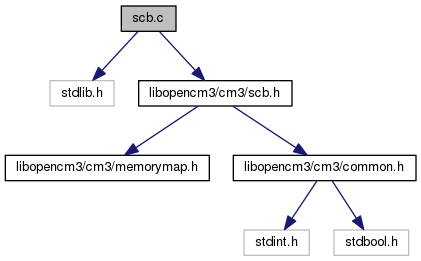 scb.c
stdlib.h
libopencm3/cm3/scb.h
libopencm3/cm3/memorymap.h
libopencm3/cm3/common.h
stdint.h
stdbool.h